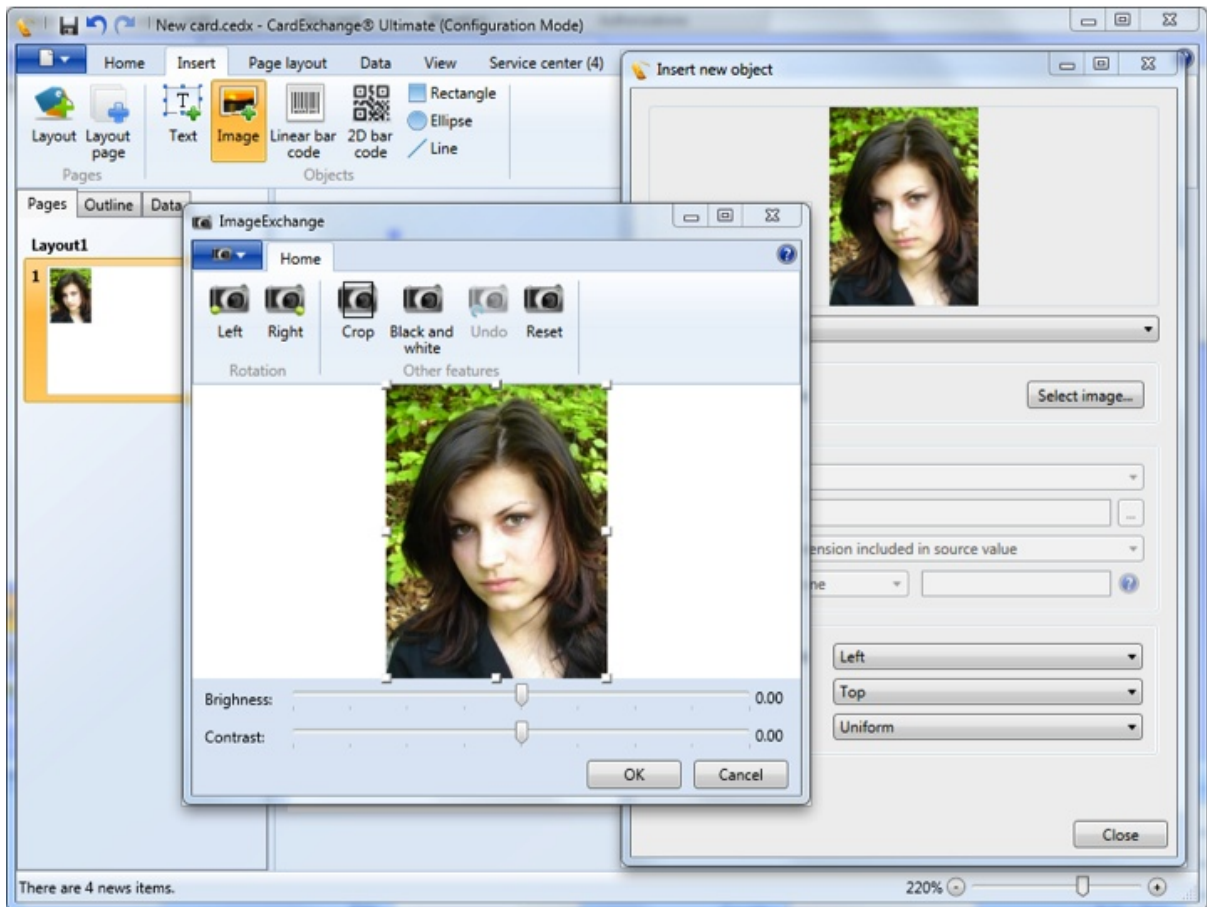 New card.cedx - CardExchange® Ultimate (Configuration Mode)
Home Insert Page layout Data View Service center (4)
Layout Layout page
Text Image Linear bar code 2D bar code
Rectangle
Ellipse
Line
Pages Objects
Pages Outline Data
Layout1
1
ImageExchange
Home
Left Right Crop Black and white Undo Reset
Rotation Other features
Brighness: 0.00
Contrast: 0.00
OK Cancel
Insert new object
Select image...
...
ension included in source value
ne
Left
Top
Uniform
Close
There are 4 news items.
220%